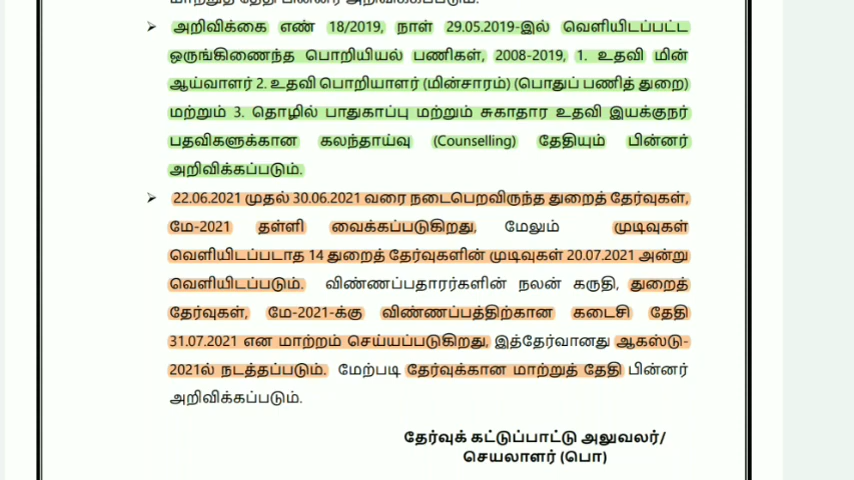 மாற்றுத் தேதி பின்னர் அறிவிக்கப்படும்.
➢ அறிவிக்கை எண் 18/2019, நாள் 29.05.2019-இல் வெளியிடப்பட்ட
ஒருங்கிணைந்த பொறியியல் பணிகள், 2008-2019, 1. உதவி மின்
ஆய்வாளர் 2. உதவி பொறியாளர் (மின்சாரம்) (பொதுப் பணித் துறை)
மற்றும் 3. தொழில் பாதுகாப்பு மற்றும் சுகாதார உதவி இயக்குநர்
பதவிகளுக்கான கலந்தாய்வு (Counselling) தேதியும் பின்னர்
அறிவிக்கப்படும்.
➢ 22.06.2021 முதல் 30.06.2021 வரை நடைபெறவிருந்த துறைத் தேர்வுகள்,
மே-2021 தள்ளி வைக்கப்படுகிறது, மேலும் முடிவுகள்
வெளியிடப்படாத 14 துறைத் தேர்வுகளின் முடிவுகள் 20.07.2021 அன்று
வெளியிடப்படும். விண்ணப்பதாரர்களின் நலன் கருதி, துறைத்
தேர்வுகள், மே-2021-க்கு விண்ணப்பத்திற்கான கடைசி தேதி
31.07.2021 என மாற்றம் செய்யப்படுகிறது, இத்தேர்வானது ஆகஸ்டு-
2021ல் நடத்தப்படும். மேற்படி தேர்வுக்கான மாற்றுத் தேதி பின்னர்
அறிவிக்கப்படும்.
தேர்வுக் கட்டுப்பாட்டு அலுவலர்/
செயலாளர் (பொ)